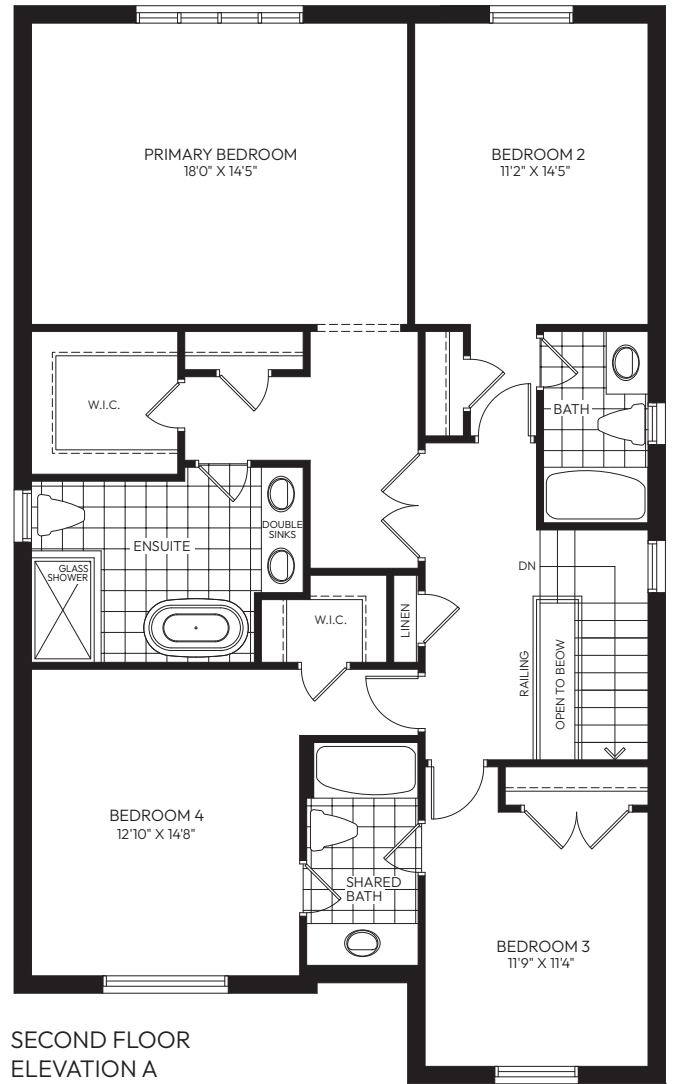 PRIMARY BEDROOM
18'0" X 14'5"
BEDROOM 2
11'2" X 14'5"
W.I.C.
BATH
ENSUITE
DOUBLE
SINKS
GLASS
SHOWER
DN
W.I.C.
LINEN
RAILING
OPEN TO BEOW
BEDROOM 4
12'10" X 14'8"
SHARED
BATH
BEDROOM 3
11'9" X 11'4"
SECOND FLOOR
ELEVATION A